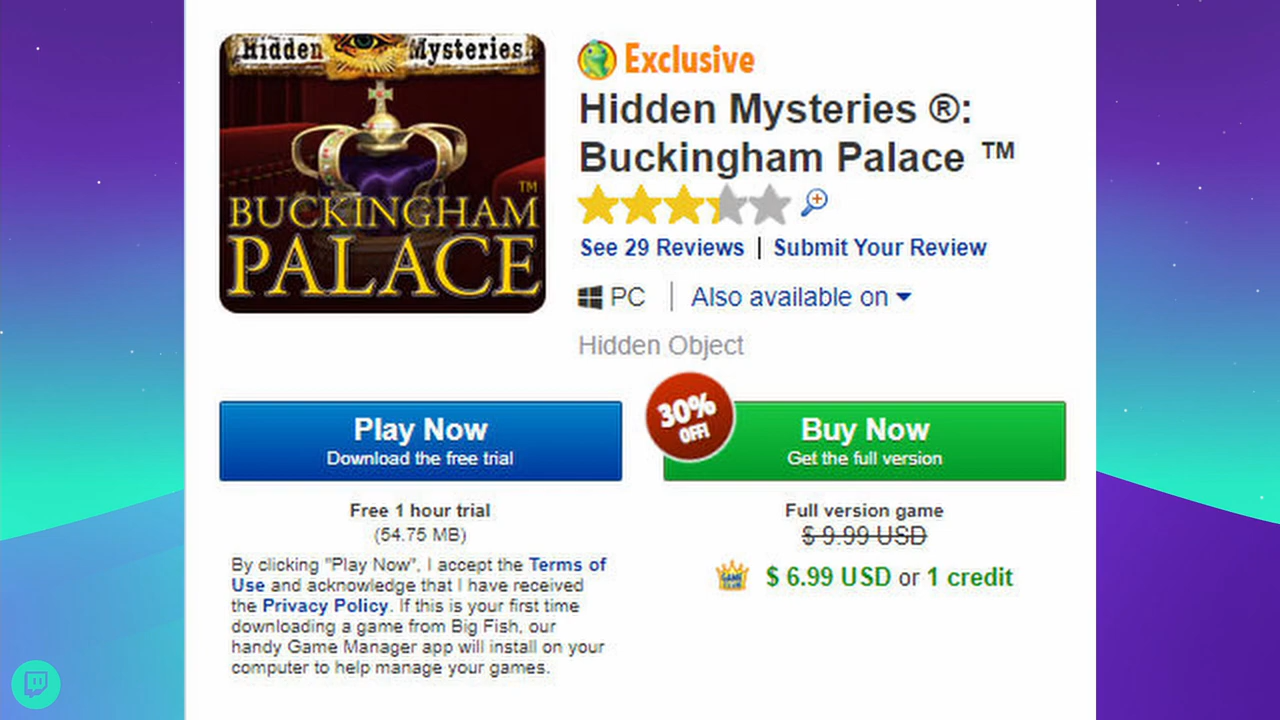 Hidden Mysteries
BUCKINGHAM™
PALACE
Exclusive
Hidden Mysteries ®:
Buckingham Palace ™
See 29 Reviews | Submit Your Review
PC | Also available on
Hidden Object
Play Now
Download the free trial
30%
OFF!
Buy Now
Get the full version
Free 1 hour trial
(54.75 MB)
By clicking "Play Now", I accept the Terms of
Use and acknowledge that I have received
the Privacy Policy. If this is your first time
downloading a game from Big Fish, our
handy Game Manager app will install on your
computer to help manage your games.
Full version game
$ 9.99 USD
GAME CLUB
$ 6.99 USD or 1 credit